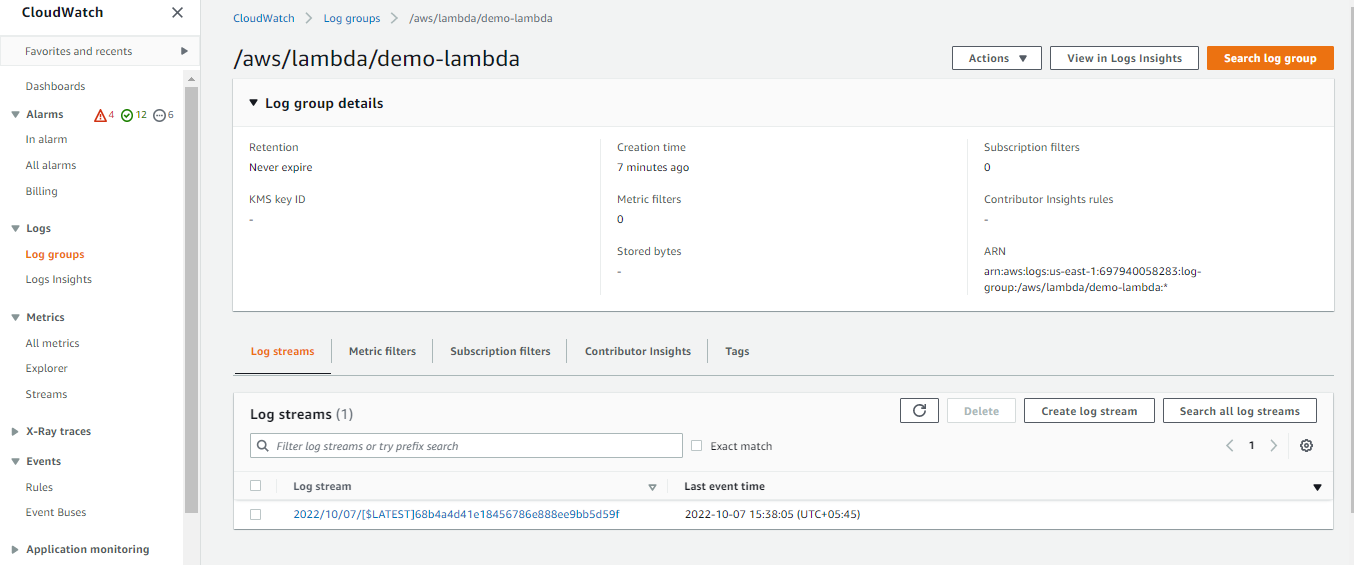 CloudWatch
Favorites and recents
Dashboards
Alarms 4 12 6
In alarm
All alarms
Billing
Logs
Log groups
Logs Insights
Metrics
All metrics
Explorer
Streams
X-Ray traces
Events
Rules
Event Buses
Application monitoring
CloudWatch Log groups /aws/lambda/demo-lambda
/aws/lambda/demo-lambda
Actions View in Logs Insights Search log group
Log group details
Retention
Never expire
KMS key ID
-
Creation time
7 minutes ago
Metric filters
0
Stored bytes
-
Subscription filters
0
Contributor Insights rules
-
ARN
arn:aws:logs:us-east-1:697940058283:log-
group:/aws/lambda/demo-lambda:*
Log streams Metric filters Subscription filters Contributor Insights Tags
Log streams (1)
Delete Create log stream Search all log streams
Filter log streams or try prefix search Exact match 1
Log stream Last event time
2022/10/07/[$LATEST]68b4a4d41e18456786e888ee9bb5d59f 2022-10-07 15:38:05 (UTC+05:45)